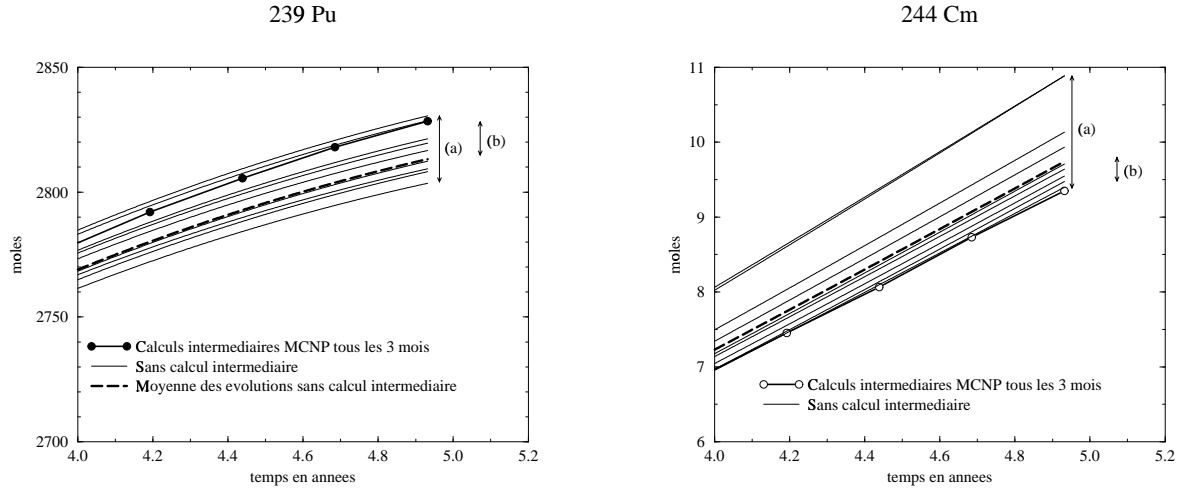 239 Pu
2850
2800
2750
2700
moles
(a)
(b)
Calculs intermediaires MCNP tous les 3 mois
Sans calcul intermediaire
Moyenne des evolutions sans calcul intermediaire
4.0 4.2 4.4 4.6 4.8 5.0 5.2
temps en annees
244 Cm
11
10
9
8
7
6
moles
(a)
(b)
Calculs intermediaires MCNP tous les 3 mois
Sans calcul intermediaire
4.0 4.2 4.4 4.6 4.8 5.0 5.2
temps en annees